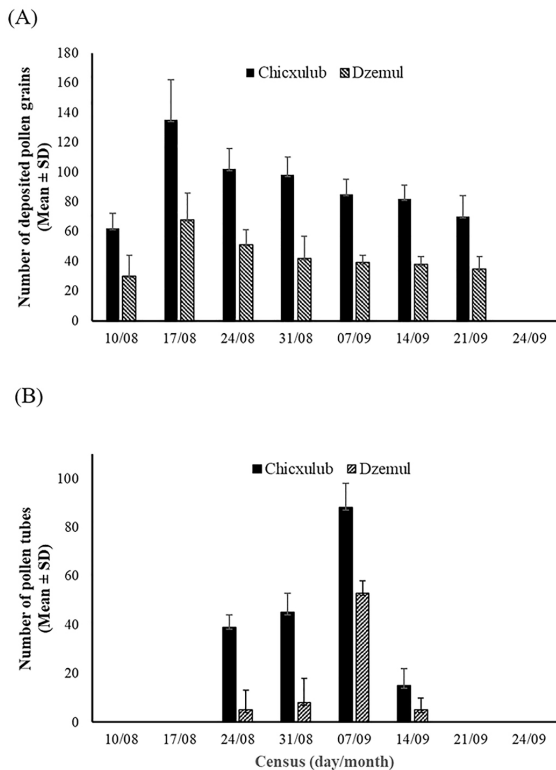 (A)
Number of deposited pollen grains
(Mean ± SD)
180
160
140
120
100
80
60
40
20
0
Chicxulub Dzemul
10/08 17/08 24/08 31/08 07/09 14/09 21/09 24/09
(B)
Number of pollen tubes
(Mean ± SD)
100
80
60
40
20
0
Chicxulub Dzemul
10/08 17/08 24/08 31/08 07/09 14/09 21/09 24/09
Census (day/month)